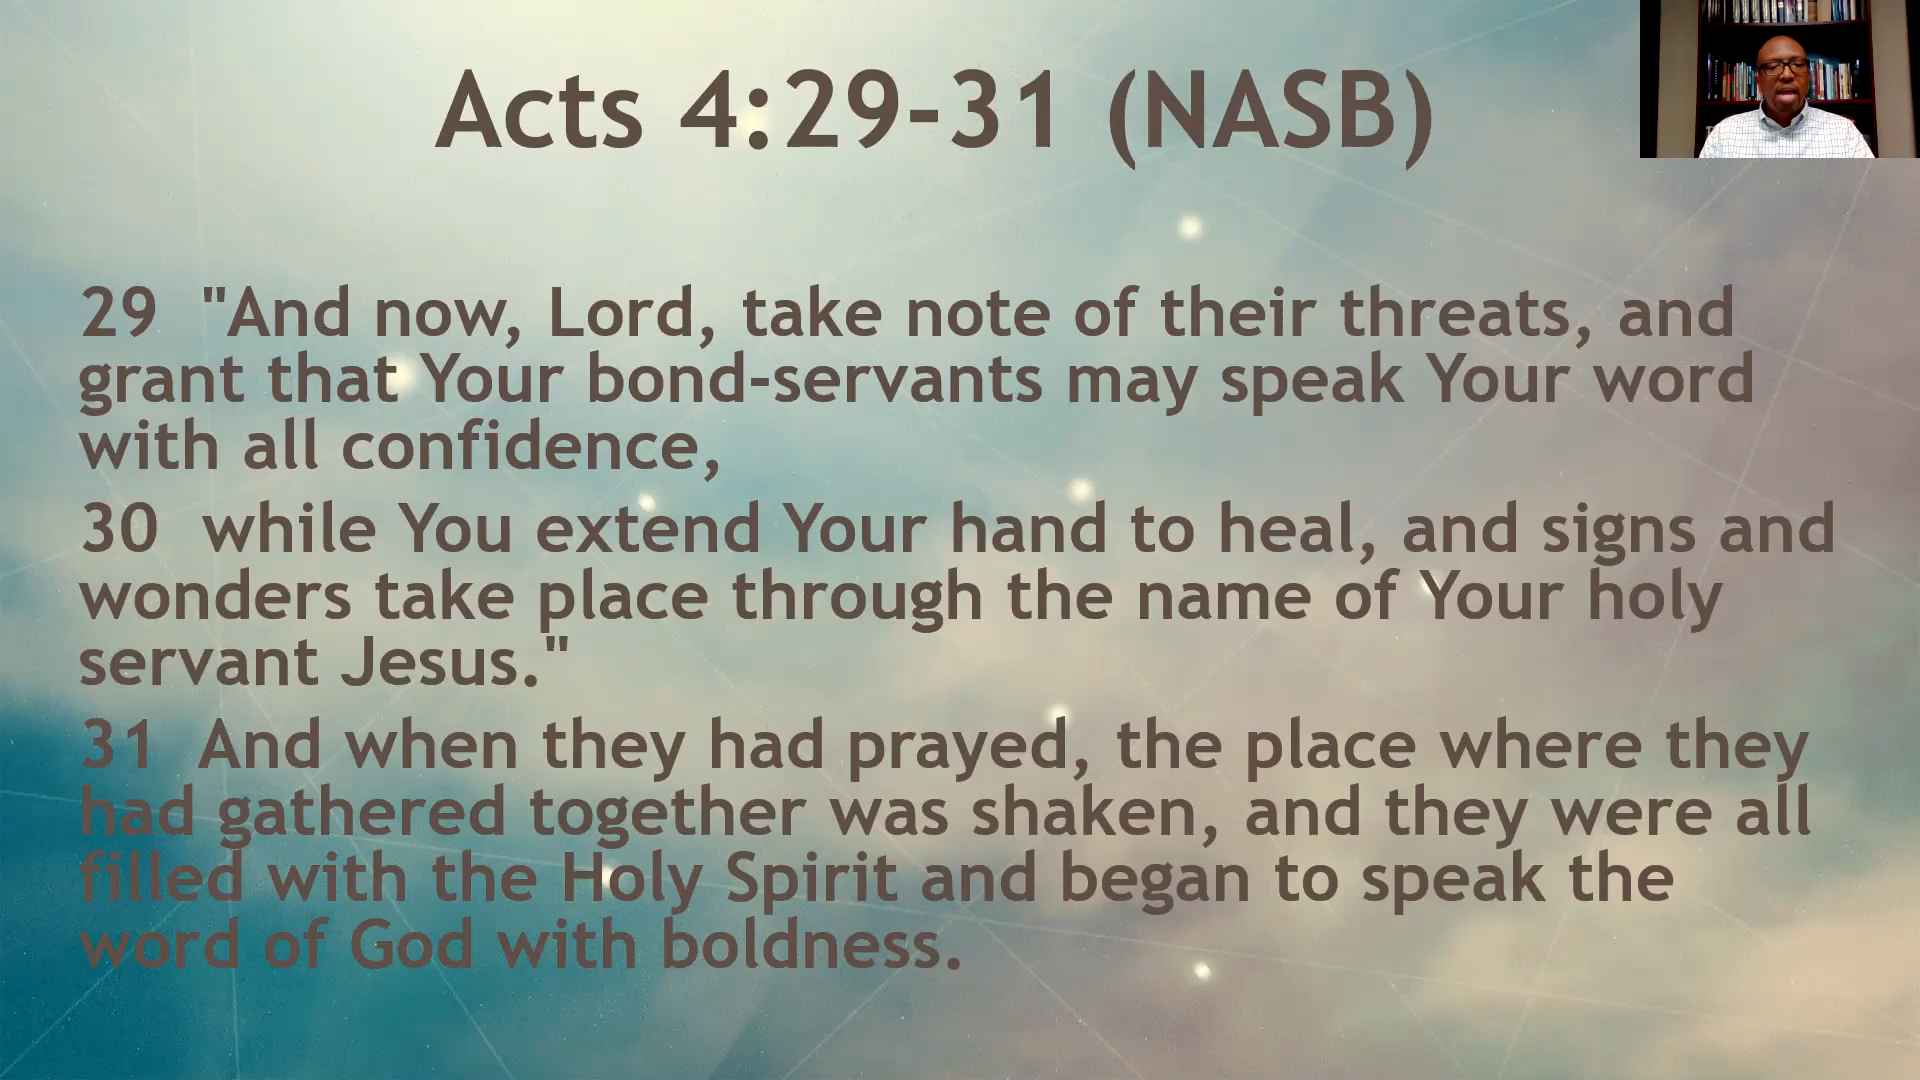 Acts 4:29-31 (NASB)
29 "And now, Lord, take note of their threats, and
grant that Your bond-servants may speak Your word
with all confidence,
30 while You extend Your hand to heal, and signs and
wonders take place through the name of Your holy
servant Jesus."
31 And when they had prayed, the place where they
had gathered together was shaken, and they were all
filled with the Holy Spirit and began to speak the
word of God with boldness.